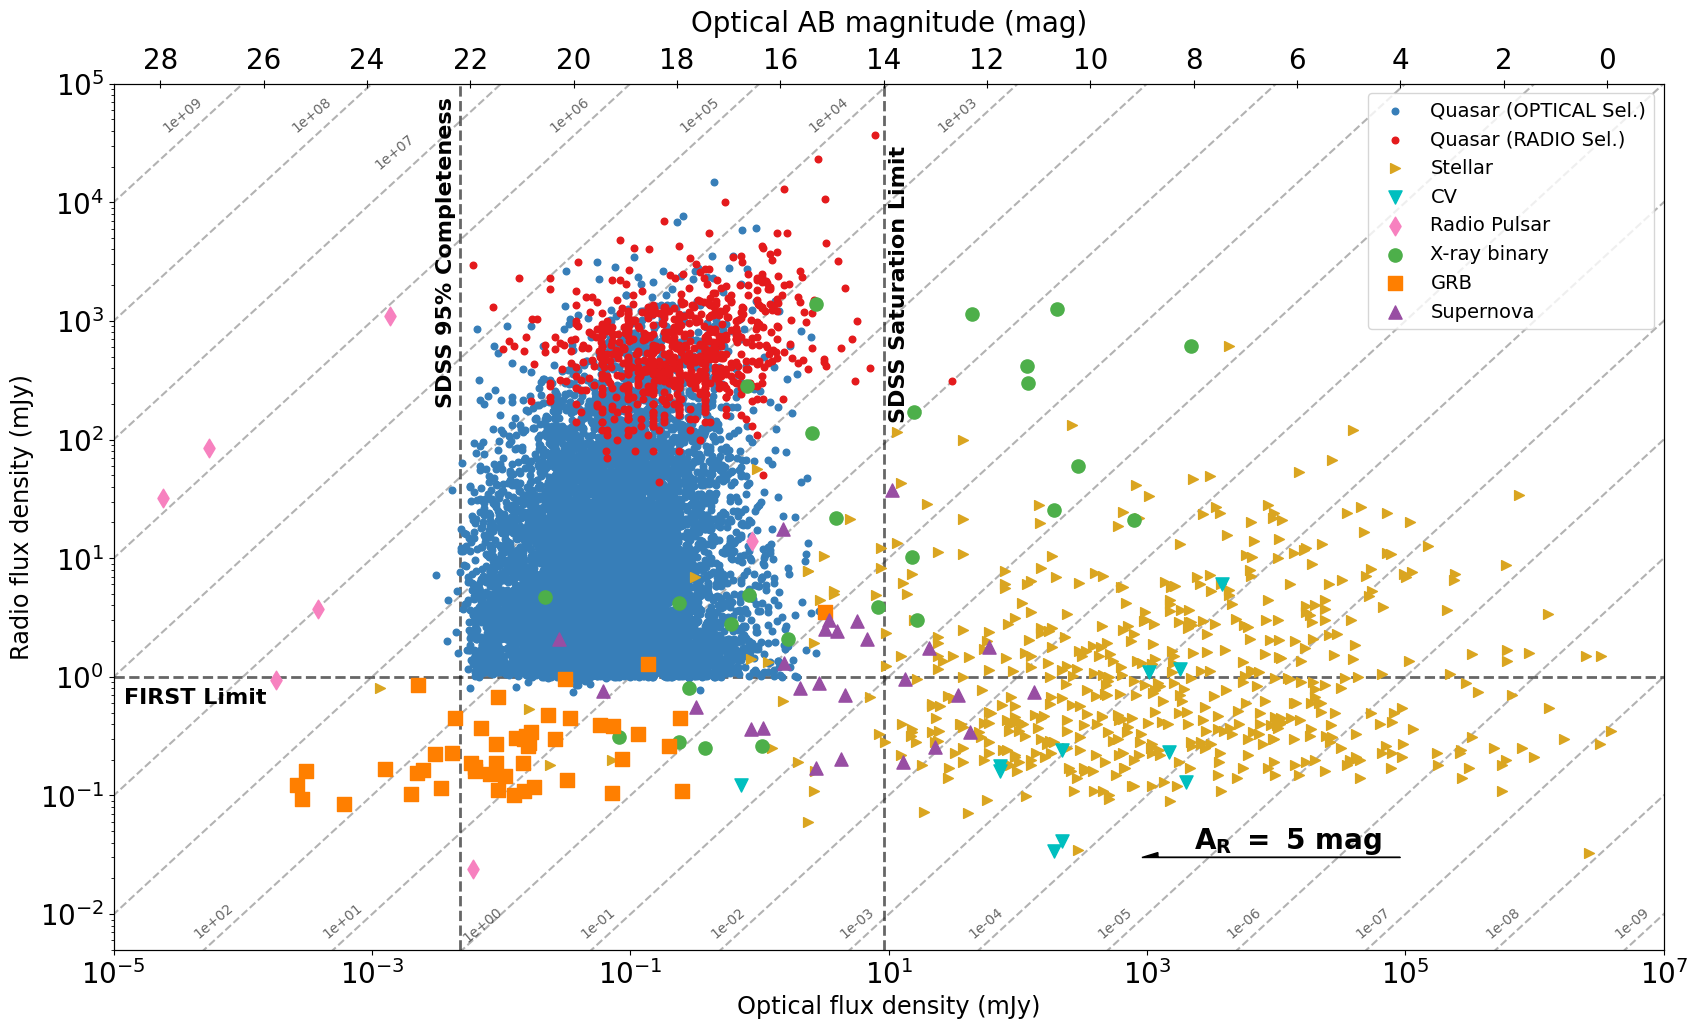 Optical AB magnitude (mag)
28 26 24 22 20 18 16 14 12 10 8 6 4 2 0
10^5
10^4
10^3
10^2
10^1
10^0
10^-1
10^-2
Radio flux density (mJy)
1e+09
1e+08
1e+07
1e+06
1e+05
1e+04
1e+03
SDSS 95% Completeness
SDSS Saturation Limit
Quasar (OPTICAL Sel.)
Quasar (RADIO Sel.)
Stellar
CV
Radio Pulsar
X-ray binary
GRB
Supernova
FIRST Limit
A_R = 5 mag
1e+02
1e+01
1e+00
1e-01
1e-02
1e-03
1e-04
1e-05
1e-06
1e-07
1e-08
1e-09
10^-5 10^-3 10^-1 10^1 10^3 10^5 10^7
Optical flux density (mJy)